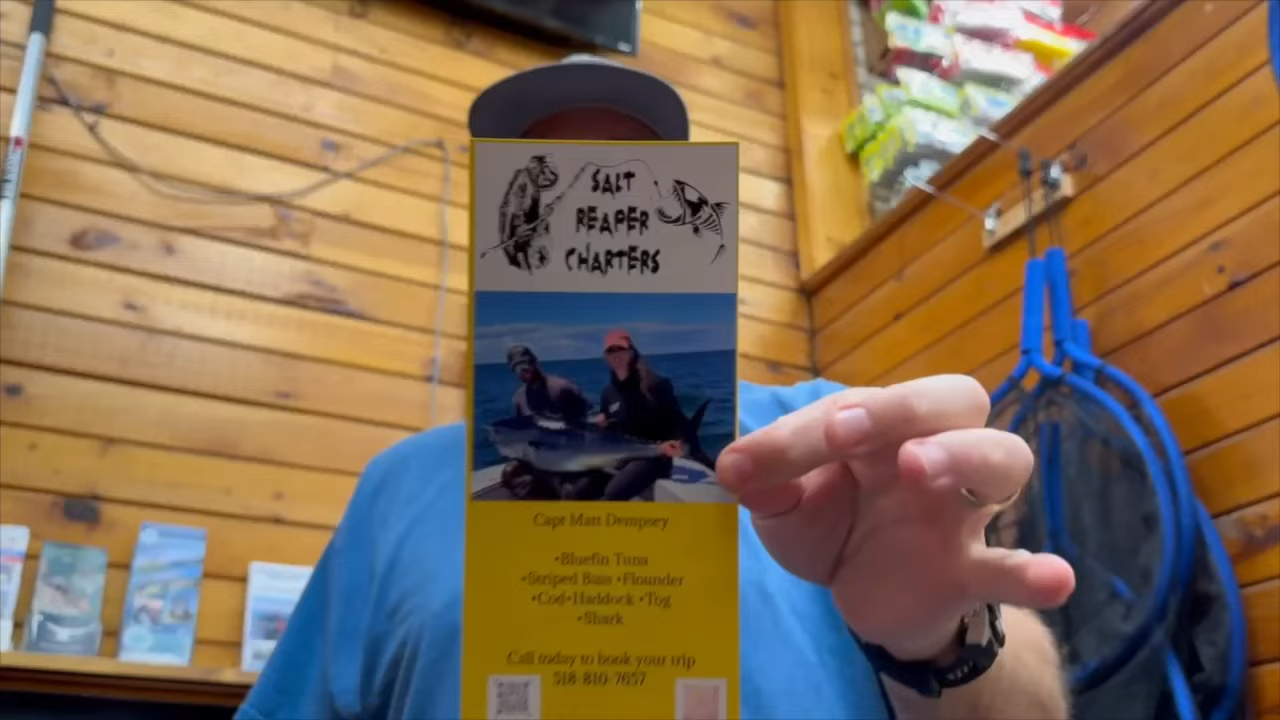 SALT
REAPER
CHARTERS
Capt Matt Dempsey
•Bluefin Tuna
•Striped Bass •Flounder
•Cod•Haddock •Tog
•Shark
Call today to book your trip
518-810-7657